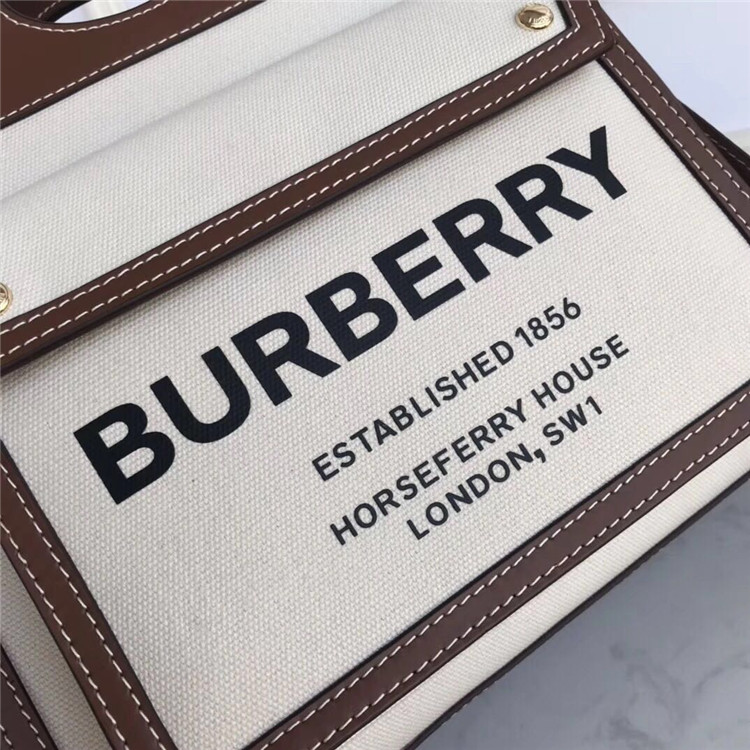 BURBERRY
ESTABLISHED 1856
HORSEFERRY HOUSE
LONDON, SW1